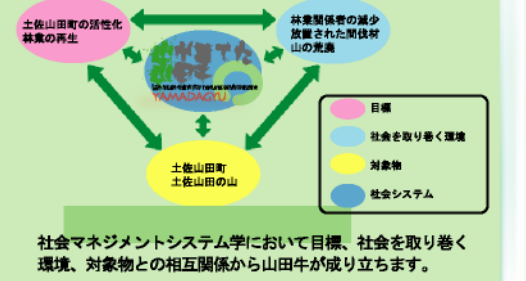 土佐山田町の活性化
林業の再生
林業関係者の減少
放置された間伐材
山の荒廃
YAMADAGYU
目標
社会を取り巻く環境
土佐山田町
土佐山田の山
対象物
社会システム
社会マネジメントシステム学において目標、社会を取り巻く
環境、対象物との相互関係から山田牛が成り立ちます。